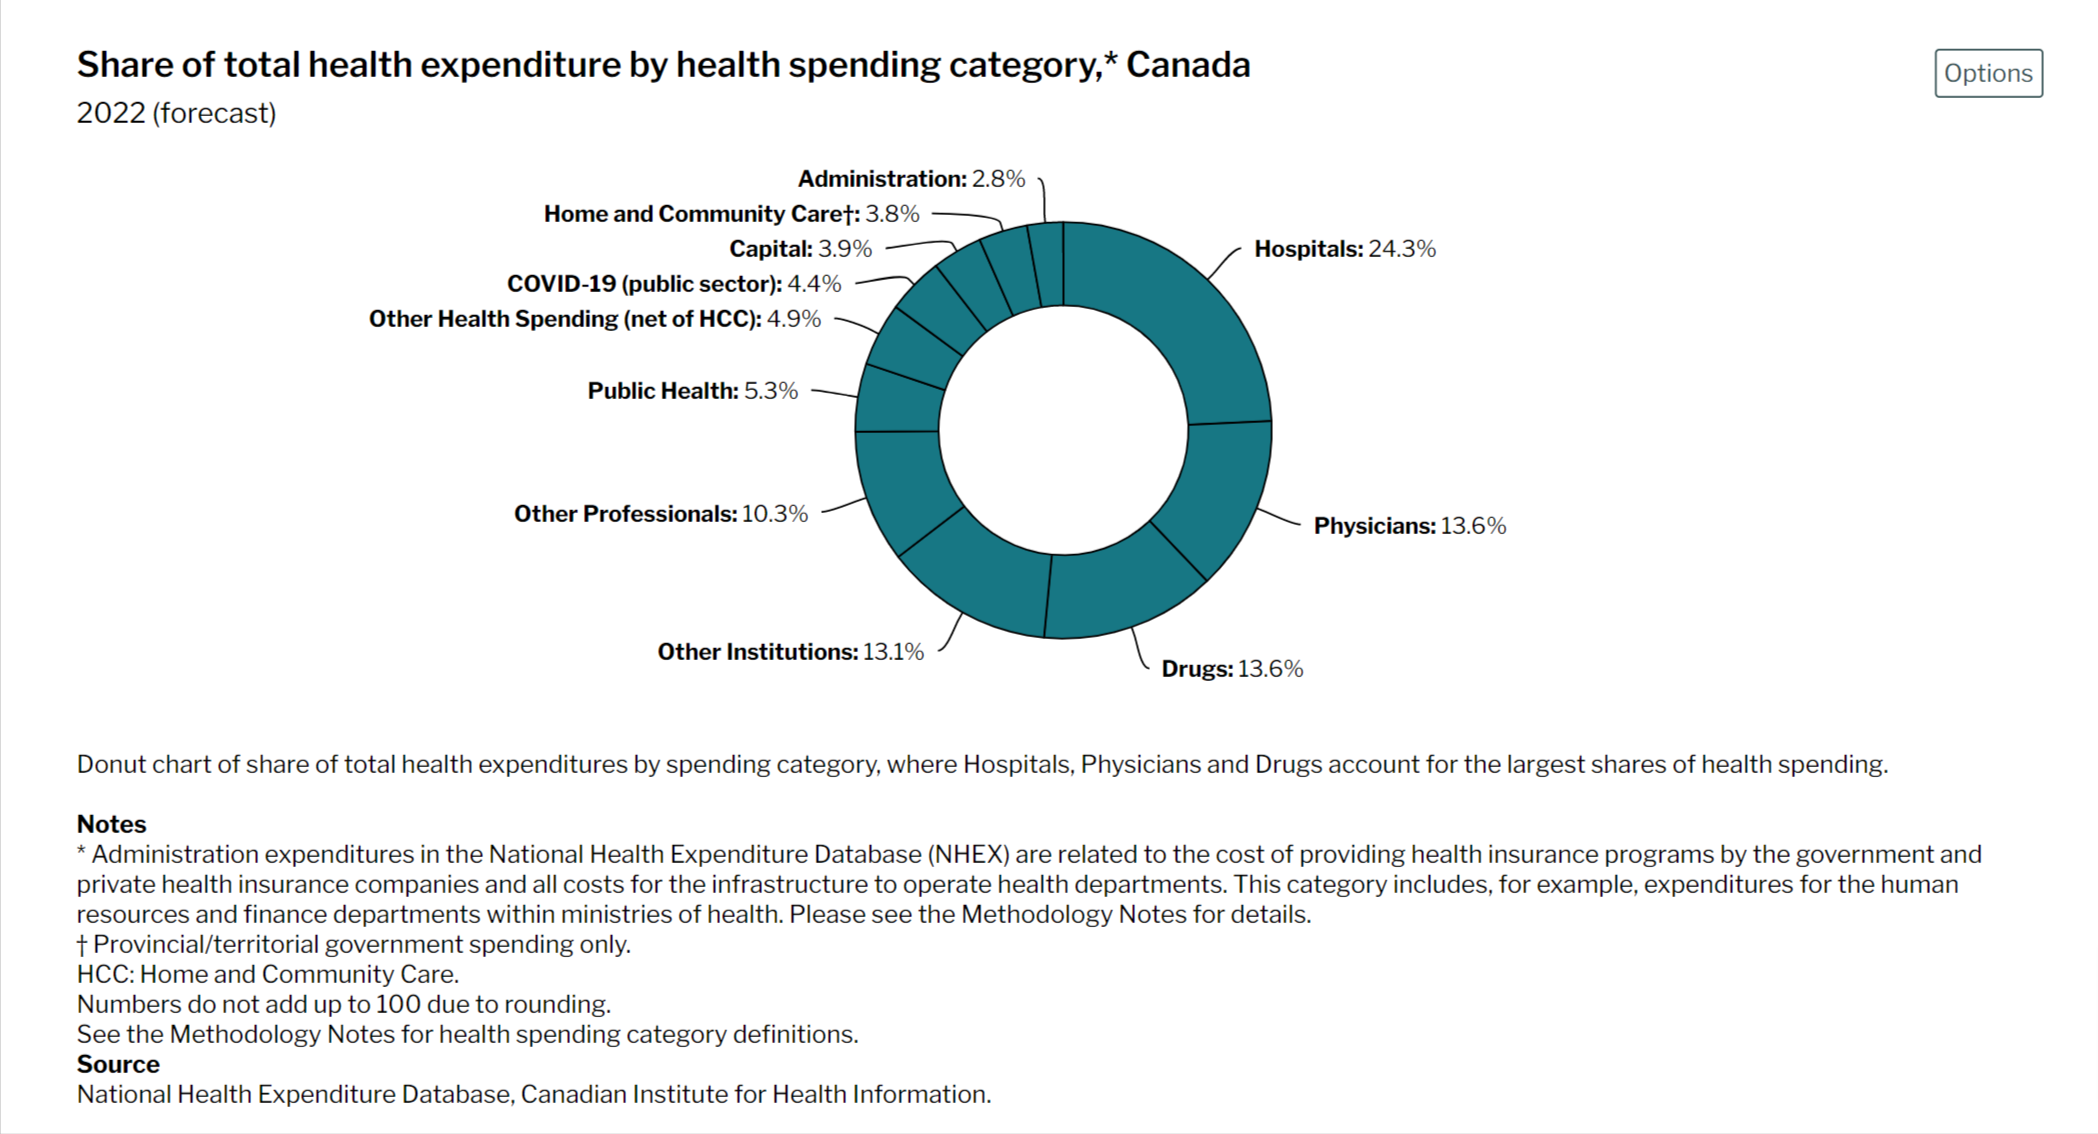 Share of total health expenditure by health spending category,* Canada
Options
2022 (forecast)
Administration: 2.8%
Home and Community Care†: 3.8%
Capital: 3.9%
COVID-19 (public sector): 4.4%
Other Health Spending (net of HCC): 4.9%
Public Health: 5.3%
Other Professionals: 10.3%
Other Institutions: 13.1%
Hospitals: 24.3%
Physicians: 13.6%
Drugs: 13.6%
Donut chart of share of total health expenditures by spending category, where Hospitals, Physicians and Drugs account for the largest shares of health spending.
Notes
* Administration expenditures in the National Health Expenditure Database (NHEX) are related to the cost of providing health insurance programs by the government and
private health insurance companies and all costs for the infrastructure to operate health departments. This category includes, for example, expenditures for the human
resources and finance departments within ministries of health. Please see the Methodology Notes for details.
† Provincial/territorial government spending only.
HCC: Home and Community Care.
Numbers do not add up to 100 due to rounding.
See the Methodology Notes for health spending category definitions.
Source
National Health Expenditure Database, Canadian Institute for Health Information.